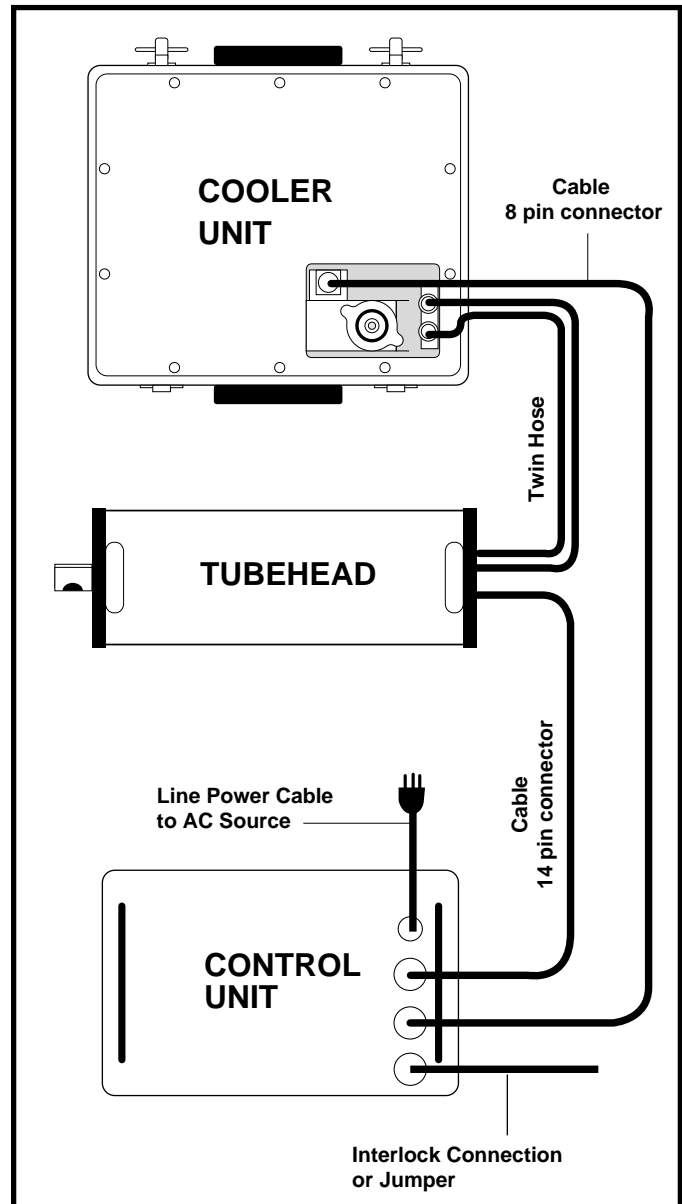 COOLER
UNIT
Cable
8 pin connector
Twin Hose
TUBEHEAD
Line Power Cable
to AC Source
Cable
14 pin connector
CONTROL
UNIT
Interlock Connection
or Jumper